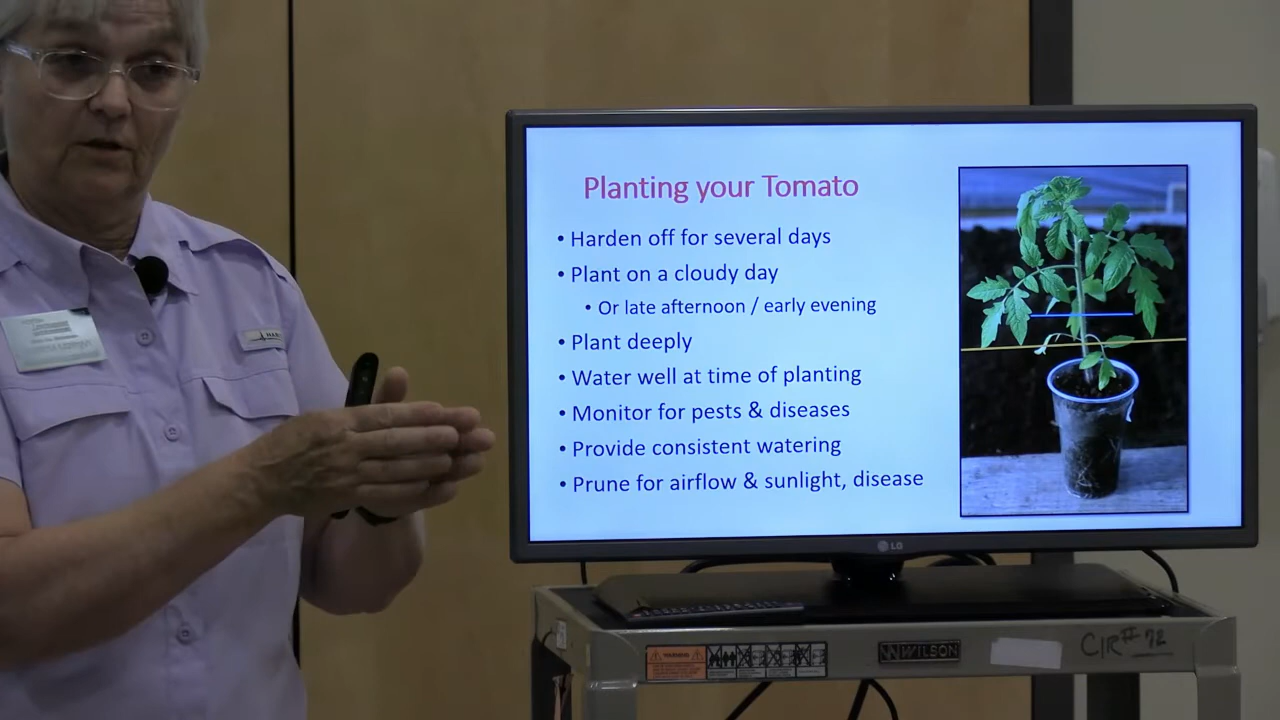 Planting your Tomato
• Harden off for several days
• Plant on a cloudy day
• Or late afternoon / early evening
• Plant deeply
• Water well at time of planting
• Monitor for pests & diseases
• Provide consistent watering
• Prune for airflow & sunlight, disease
LG
WARNING
WILSON
CIR# 72